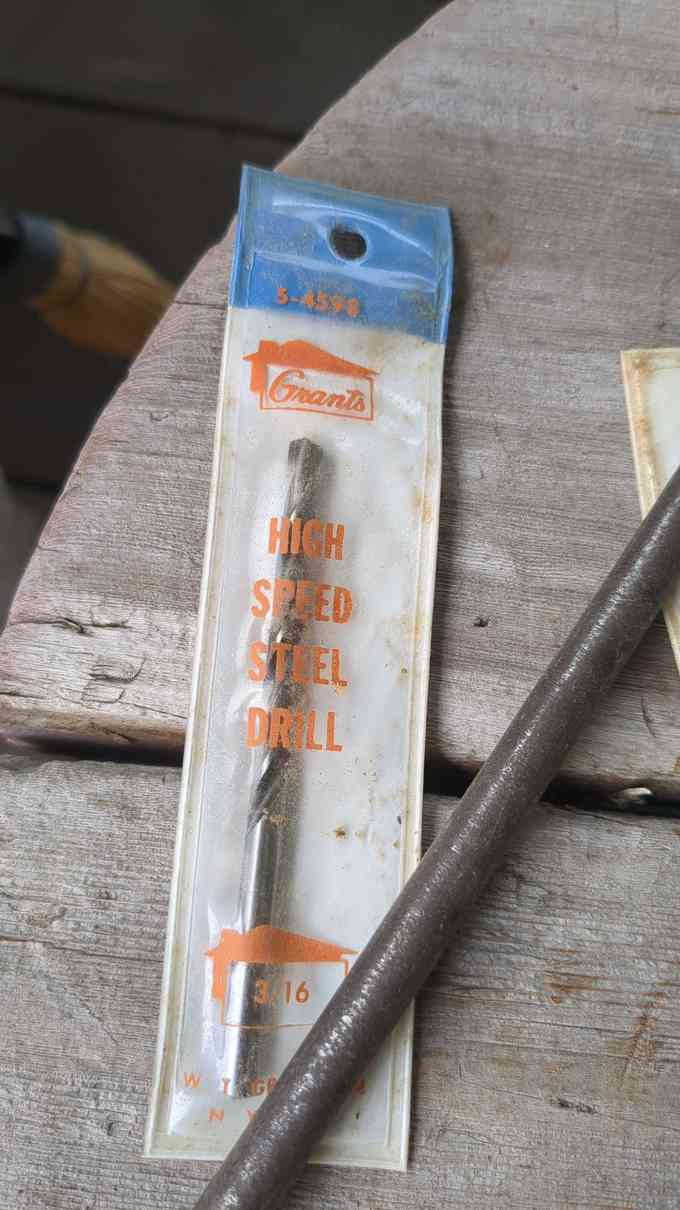 5-4598
Grants
HIGH
SPEED
STEEL
DRILL
3/16
W T
N Y